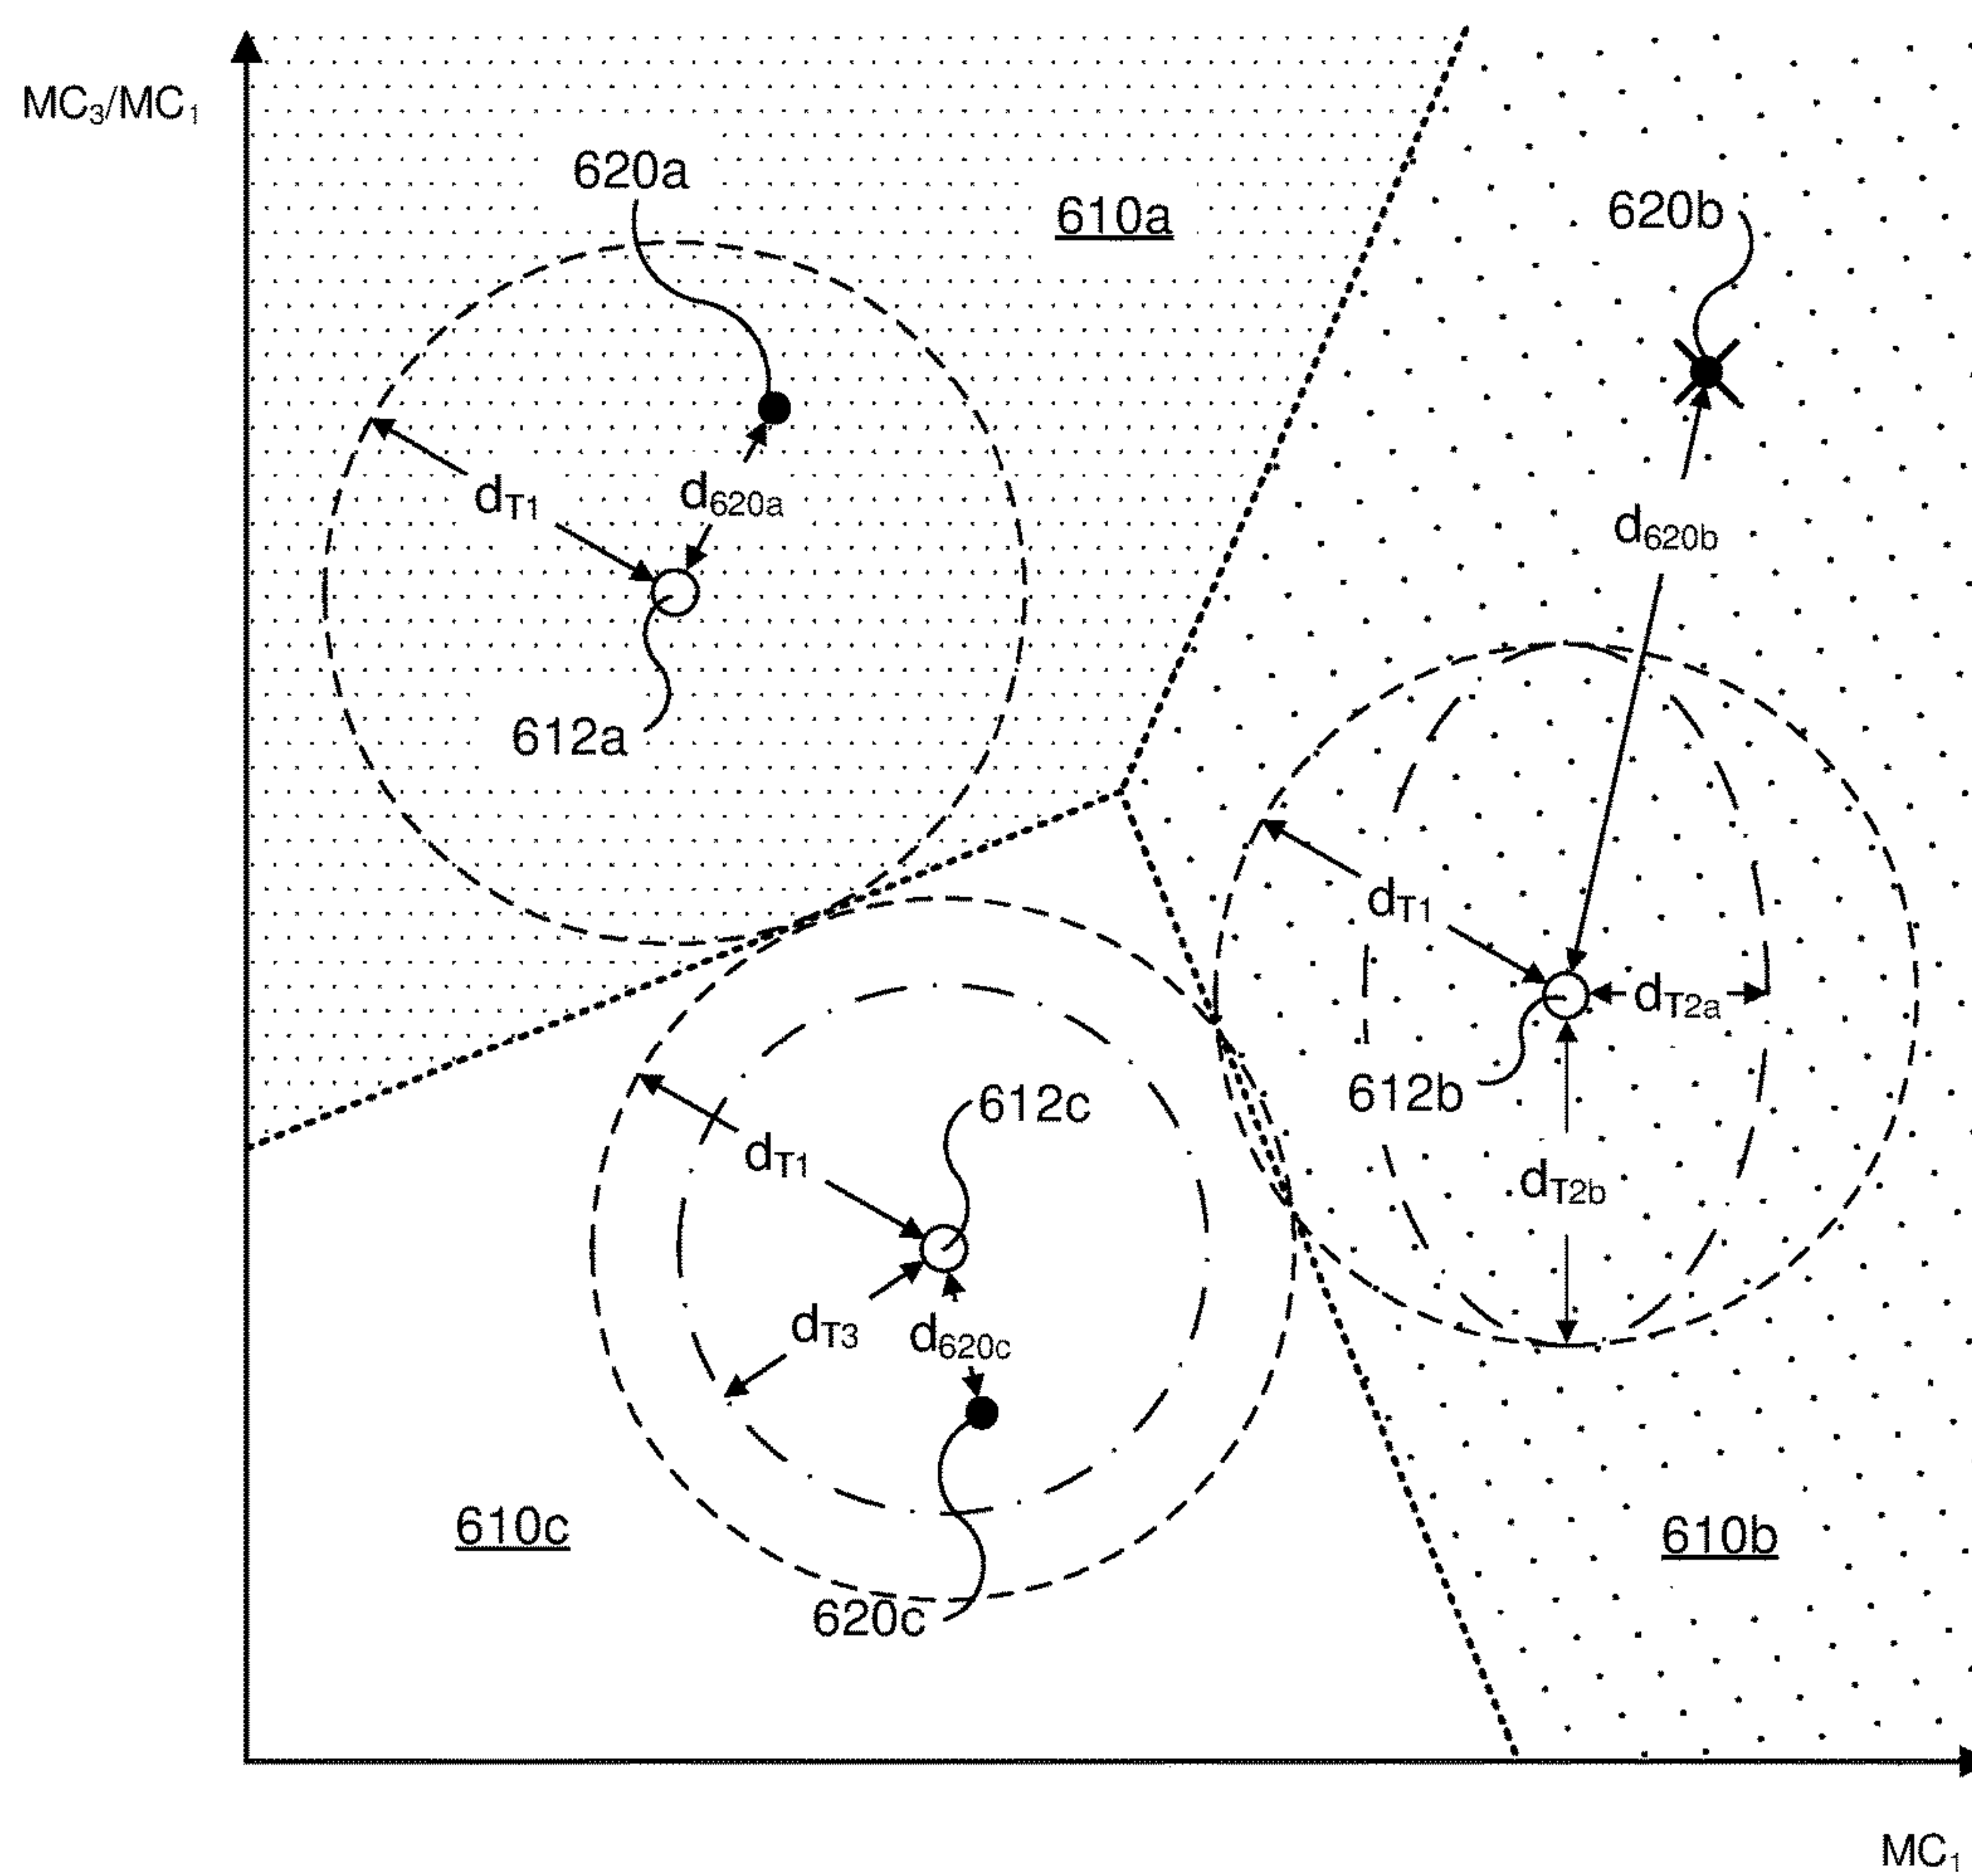 MC₃/MC₁
620a
610a
620b
dT1
d620a
d620b
612a
dT1
dT2a
612b
612c
dT1
dT2b
dT3
d620c
610c
610b
620c
MC₁